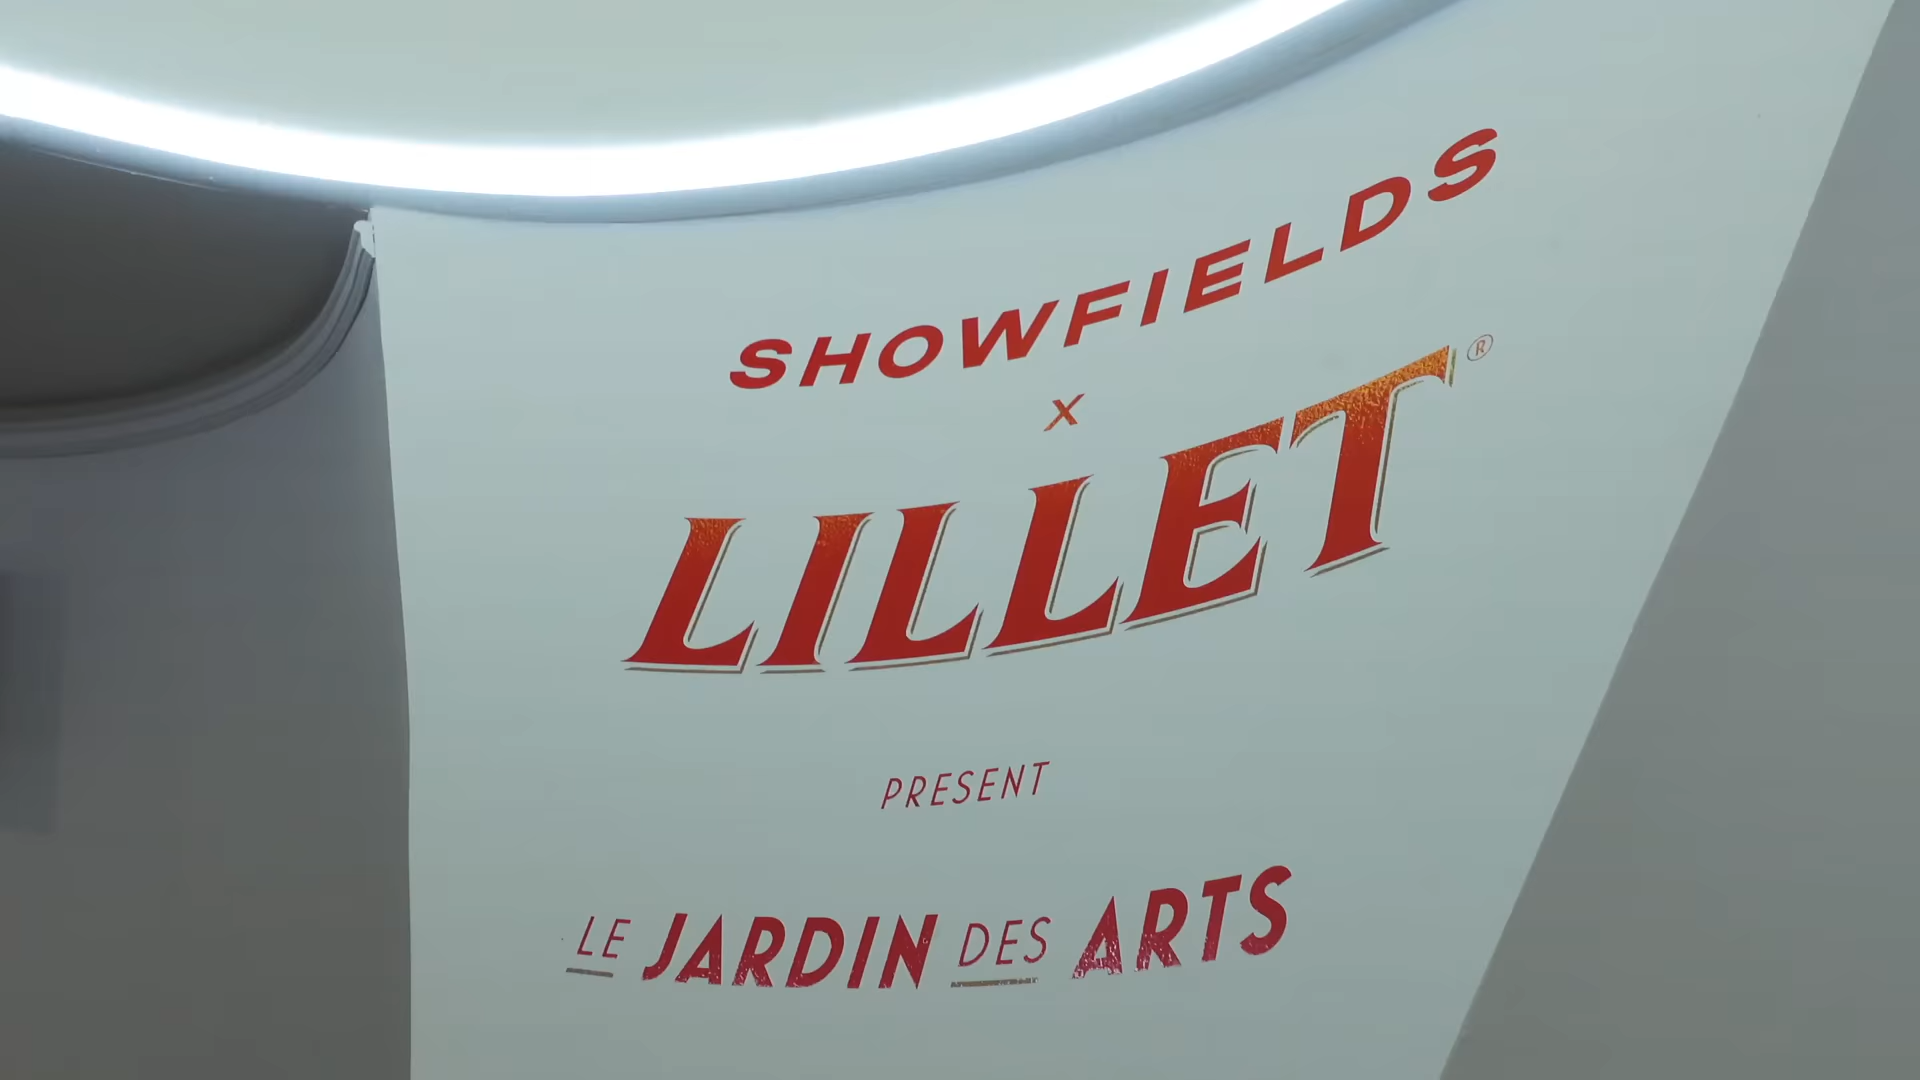 SHOWFIELDS
X
LILLET®
PRESENT
LE JARDIN DES ARTS